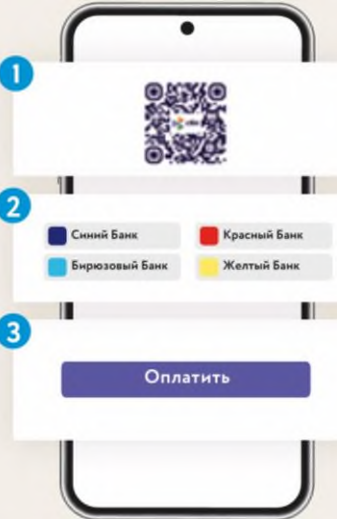 1
2
Синий Банк
Красный Банк
Бирюзовый Банк
Желтый Банк
3
Оплатить